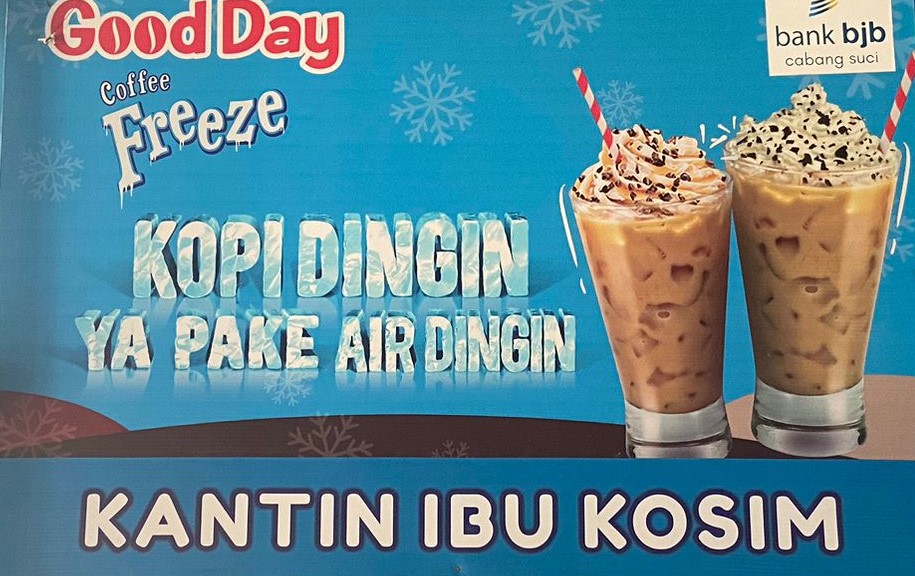 Good Day
Coffee
Freeze
bank bjb
cabang suci
KOPI DINGIN
YA PAKE AIR DINGIN
KANTIN IBU KOSIM